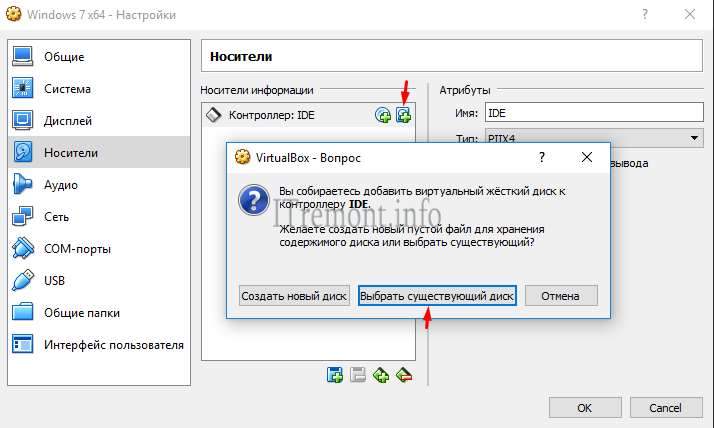 Windows 7 x64 - Настройки
Общие
Система
Дисплей
Носители
Аудио
Сеть
COM-порты
USB
Общие папки
Интерфейс пользователя
Носители
Носители информации
Контроллер: IDE
Атрибуты
Имя: IDE
Тип: PIIX4
вывода
VirtualBox - Вопрос
Вы собираетесь добавить виртуальный жёсткий диск к
контроллеру IDE.
Желаете создать новый пустой файл для хранения
содержимого диска или выбрать существующий?
ITremont.info
Создать новый диск
Выбрать существующий диск
Отмена
OK
Cancel